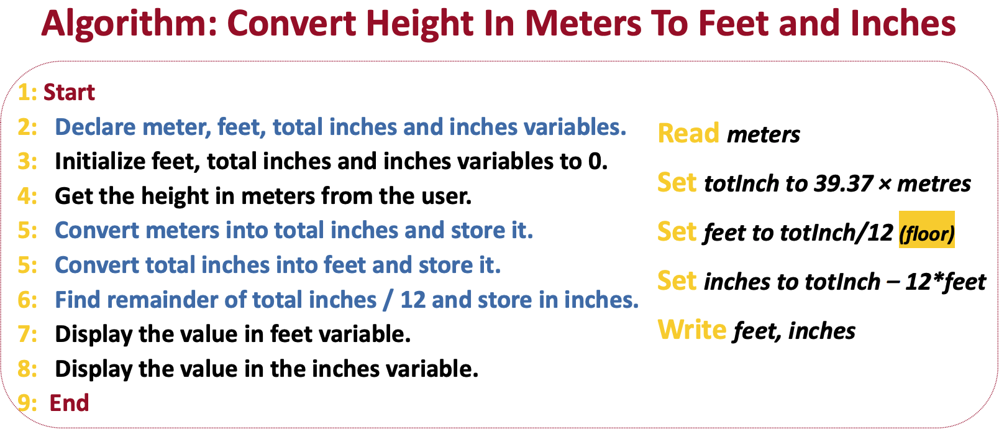 Algorithm: Convert Height In Meters To Feet and Inches
1: Start
2: Declare meter, feet, total inches and inches variables.
3: Initialize feet, total inches and inches variables to 0.
4: Get the height in meters from the user.
5: Convert meters into total inches and store it.
5: Convert total inches into feet and store it.
6: Find remainder of total inches / 12 and store in inches.
7: Display the value in feet variable.
8: Display the value in the inches variable.
9: End
Read meters
Set totInch to 39.37 × metres
Set feet to totInch/12 (floor)
Set inches to totInch – 12*feet
Write feet, inches